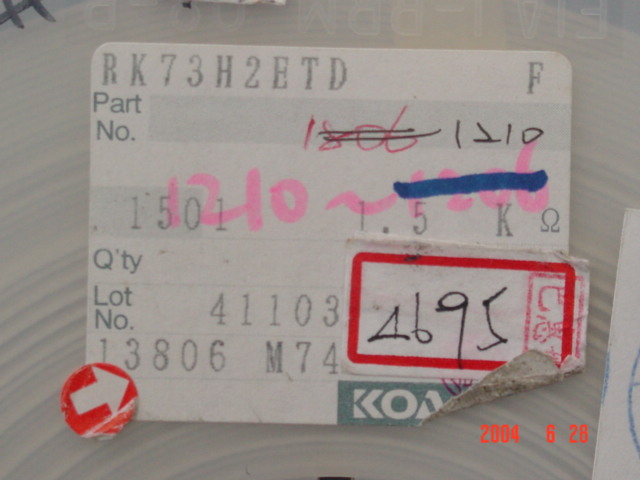 RK73H2ETD F
Part
No.
1806 1210
1210~1206
1501 1.5 K Ω
Q'ty
Lot
No.
41103
4695
13806 M74
KOA
2004 6 28